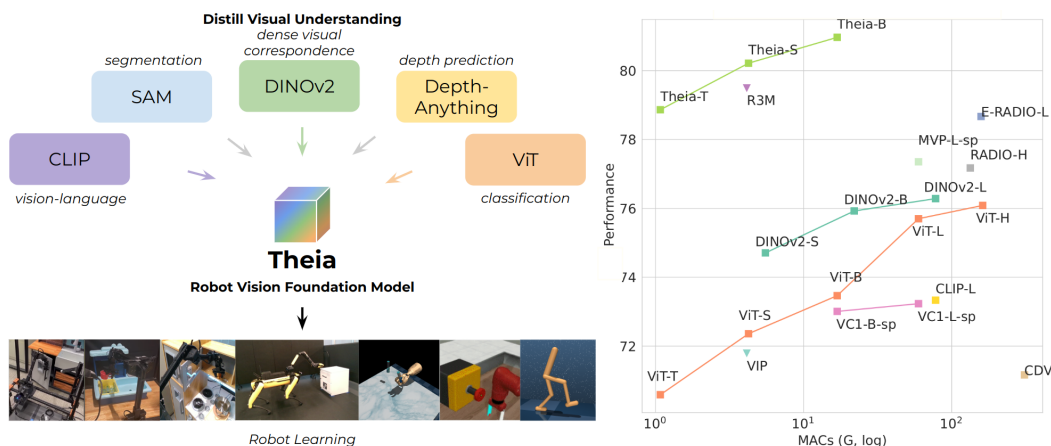 Distill Visual Understanding
dense visual
correspondence
segmentation
depth prediction
SAM
DINOv2
Depth-
Anything
CLIP
ViT
vision-language
classification
Theia
Robot Vision Foundation Model
Robot Learning
Performance
80
78
76
74
72
10⁰
10¹
10²
MACs (G, log)
Theia-B
Theia-S
Theia-T
R3M
E-RADIO-L
MVP-L-sp
RADIO-H
DINOv2-L
DINOv2-B
DINOv2-S
ViT-H
ViT-L
ViT-B
ViT-S
ViT-T
CLIP-L
VC1-B-sp
VC1-L-sp
VIP
CDV